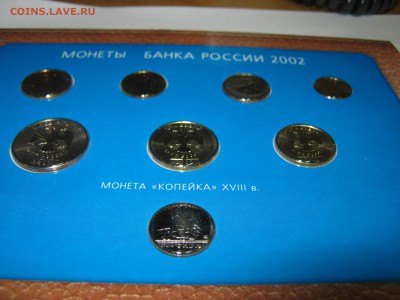 COINS.LAVE.RU
МОНЕТЫ БАНКА РОССИИ 2002
МОНЕТА «КОПЕЙКА» XVIII в.